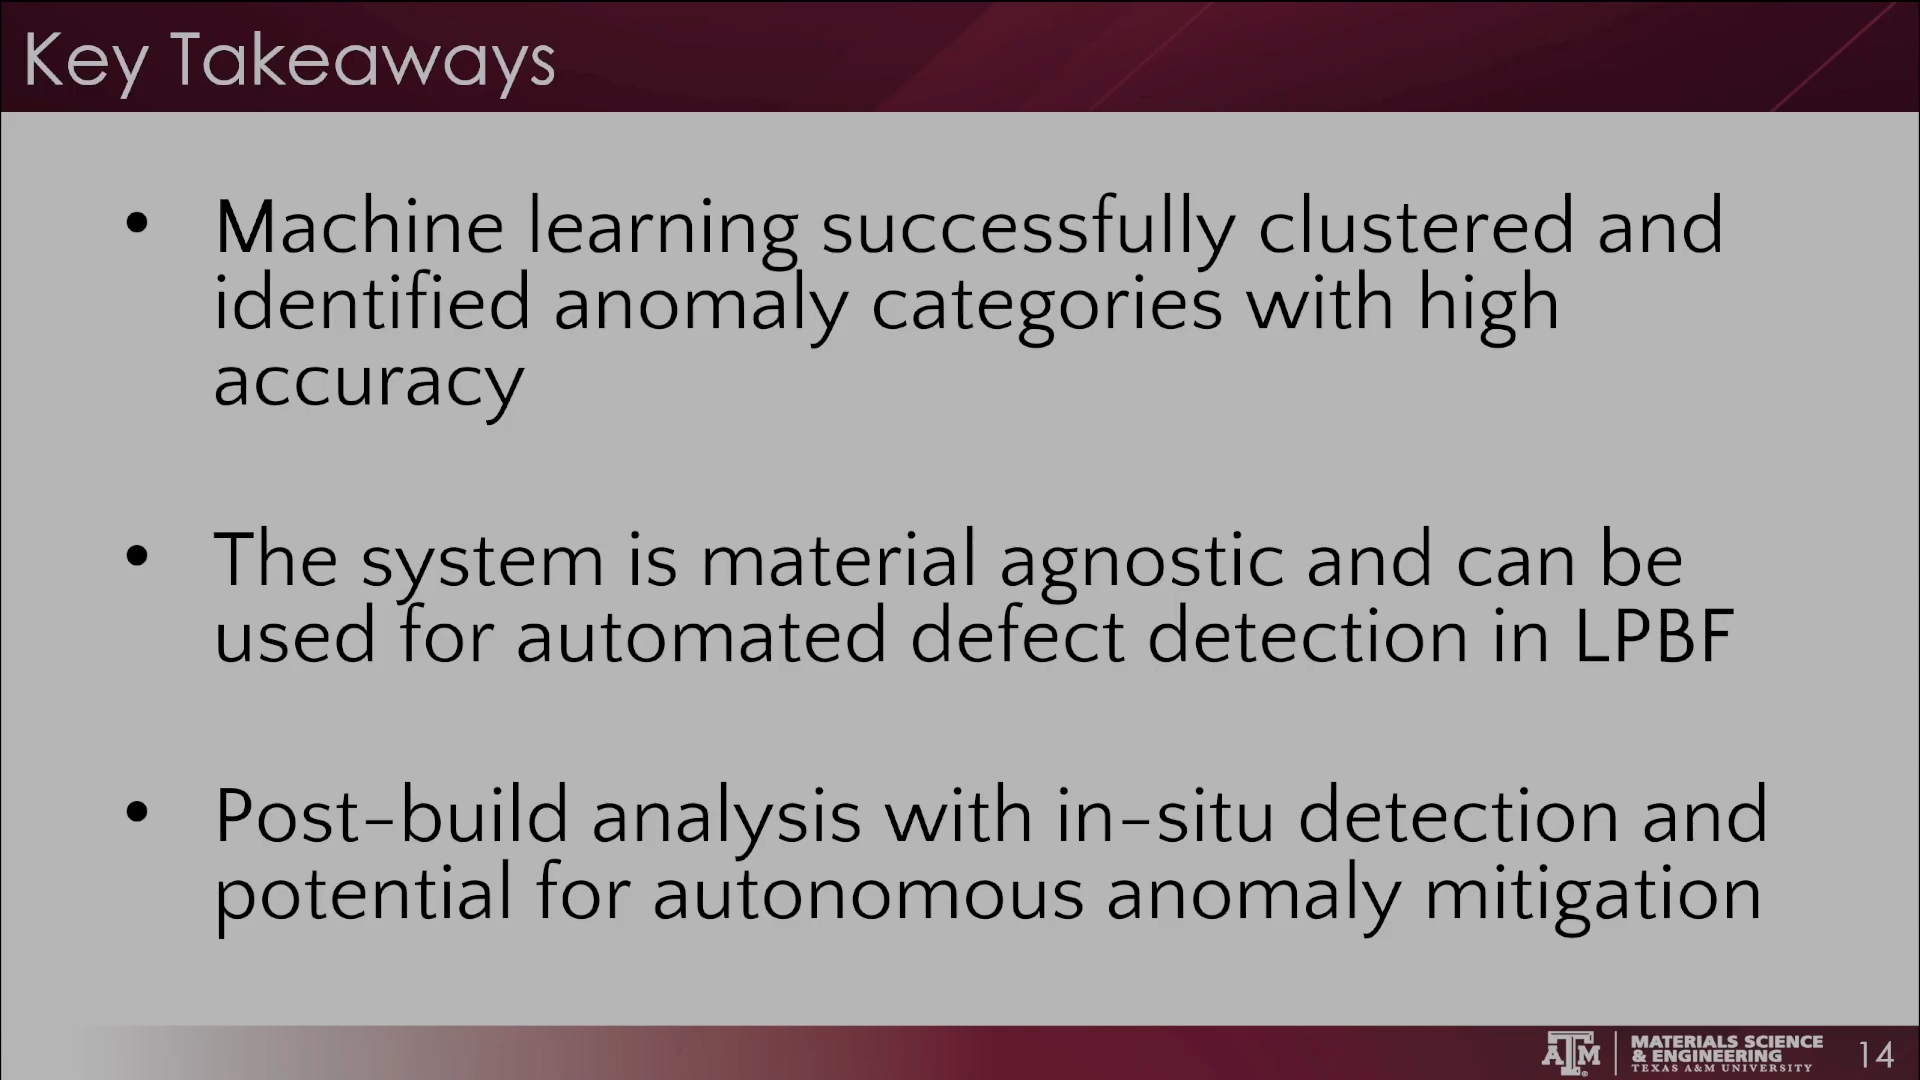 Key Takeaways
• Machine learning successfully clustered and
identified anomaly categories with high
accuracy
• The system is material agnostic and can be
used for automated defect detection in LPBF
• Post-build analysis with in-situ detection and
potential for autonomous anomaly mitigation
ATM MATERIALS SCIENCE
& ENGINEERING
TEXAS A&M UNIVERSITY
14